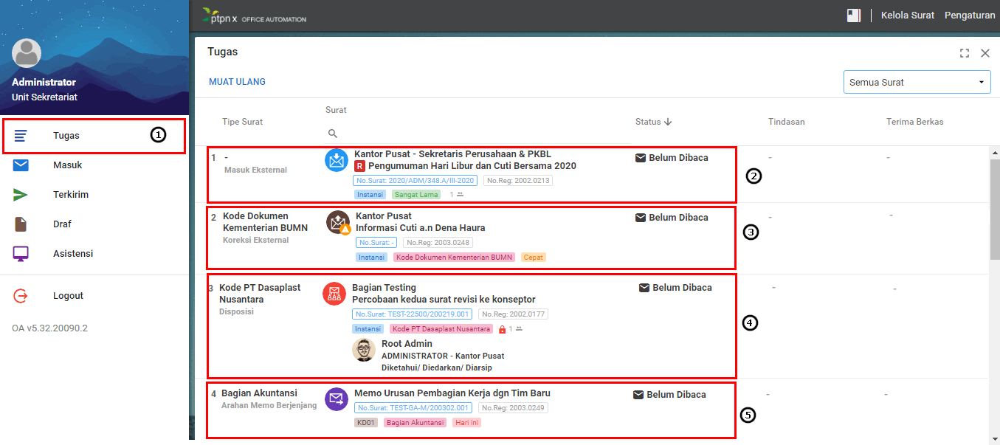 ptpn x OFFICE AUTOMATION
Kelola Surat
Pengaturan
Administrator
Unit Sekretariat
Tugas
1
Masuk
Terkirim
Draf
Asistensi
Logout
OA v5.32.20090.2
Tugas
MUAT ULANG
Semua Surat
Tipe Surat
Surat
Status
Tindasan
Terima Berkas
1
-
Masuk Eksternal
Kantor Pusat - Sekretaris Perusahaan & PKBL
R Pengumuman Hari Libur dan Cuti Bersama 2020
No.Surat: 2020/ADM/348.A/III-2020 No.Reg: 2002.0213
Instansi Sangat Lama 1
Belum Dibaca
-
-
2
2
Kode Dokumen
Kementerian BUMN
Koreksi Eksternal
Kantor Pusat
Informasi Cuti a.n Dena Haura
No.Surat: - No.Reg: 2003.0248
Instansi Kode Dokumen Kementerian BUMN Cepat
Belum Dibaca
-
-
3
3
Kode PT Dasaplast
Nusantara
Disposisi
Bagian Testing
Percobaan kedua surat revisi ke konseptor
No.Surat: TEST-22500/200219.001 No.Reg: 2002.0177
Instansi Kode PT Dasaplast Nusantara 1
Root Admin
ADMINISTRATOR - Kantor Pusat
Diketahui/ Diedarkan/ Diarsip
Belum Dibaca
-
-
4
4
Bagian Akuntansi
Arahan Memo Berjenjang
Memo Urusan Pembagian Kerja dgn Tim Baru
No.Surat: TEST-GA-M/200302.001 No.Reg: 2003.0249
KD01 Bagian Akuntansi Hari ini
Belum Dibaca
-
-
5